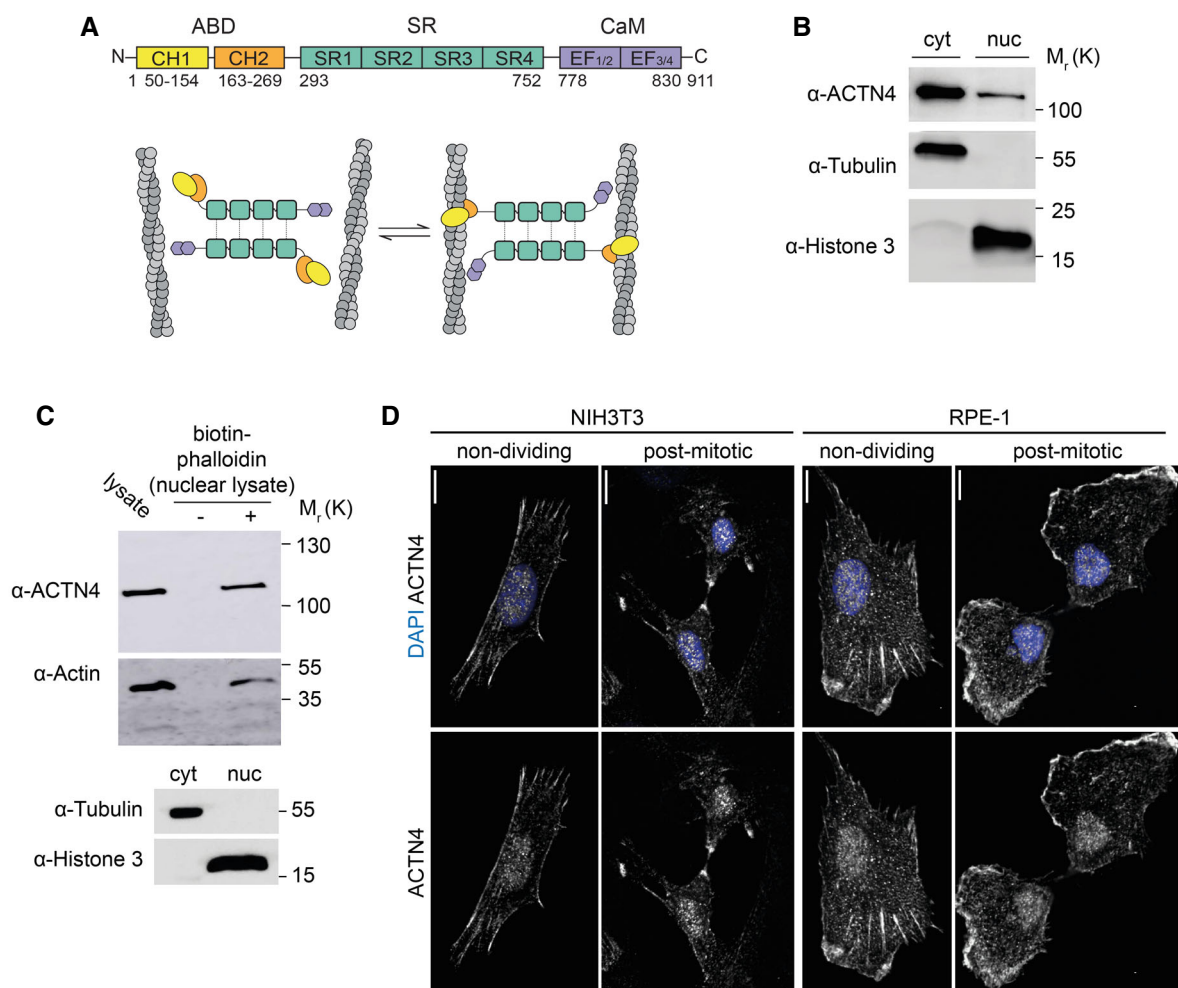 A
ABD SR CaM
N CH1 CH2 SR1 SR2 SR3 SR4 EF1/2 EF3/4 C
1 50-154 163-269 293 752 778 830 911
B
cyt nuc Mr (K)
α-ACTN4
100
α-Tubulin
55
α-Histone 3
25
15
C
biotin-
phalloidin
lysate (nuclear lysate)
- + Mr (K)
130
α-ACTN4
100
α-Actin
55
35
cyt nuc
α-Tubulin
55
α-Histone 3
15
D
NIH3T3 RPE-1
non-dividing post-mitotic non-dividing post-mitotic
DAPI ACTN4
ACTN4